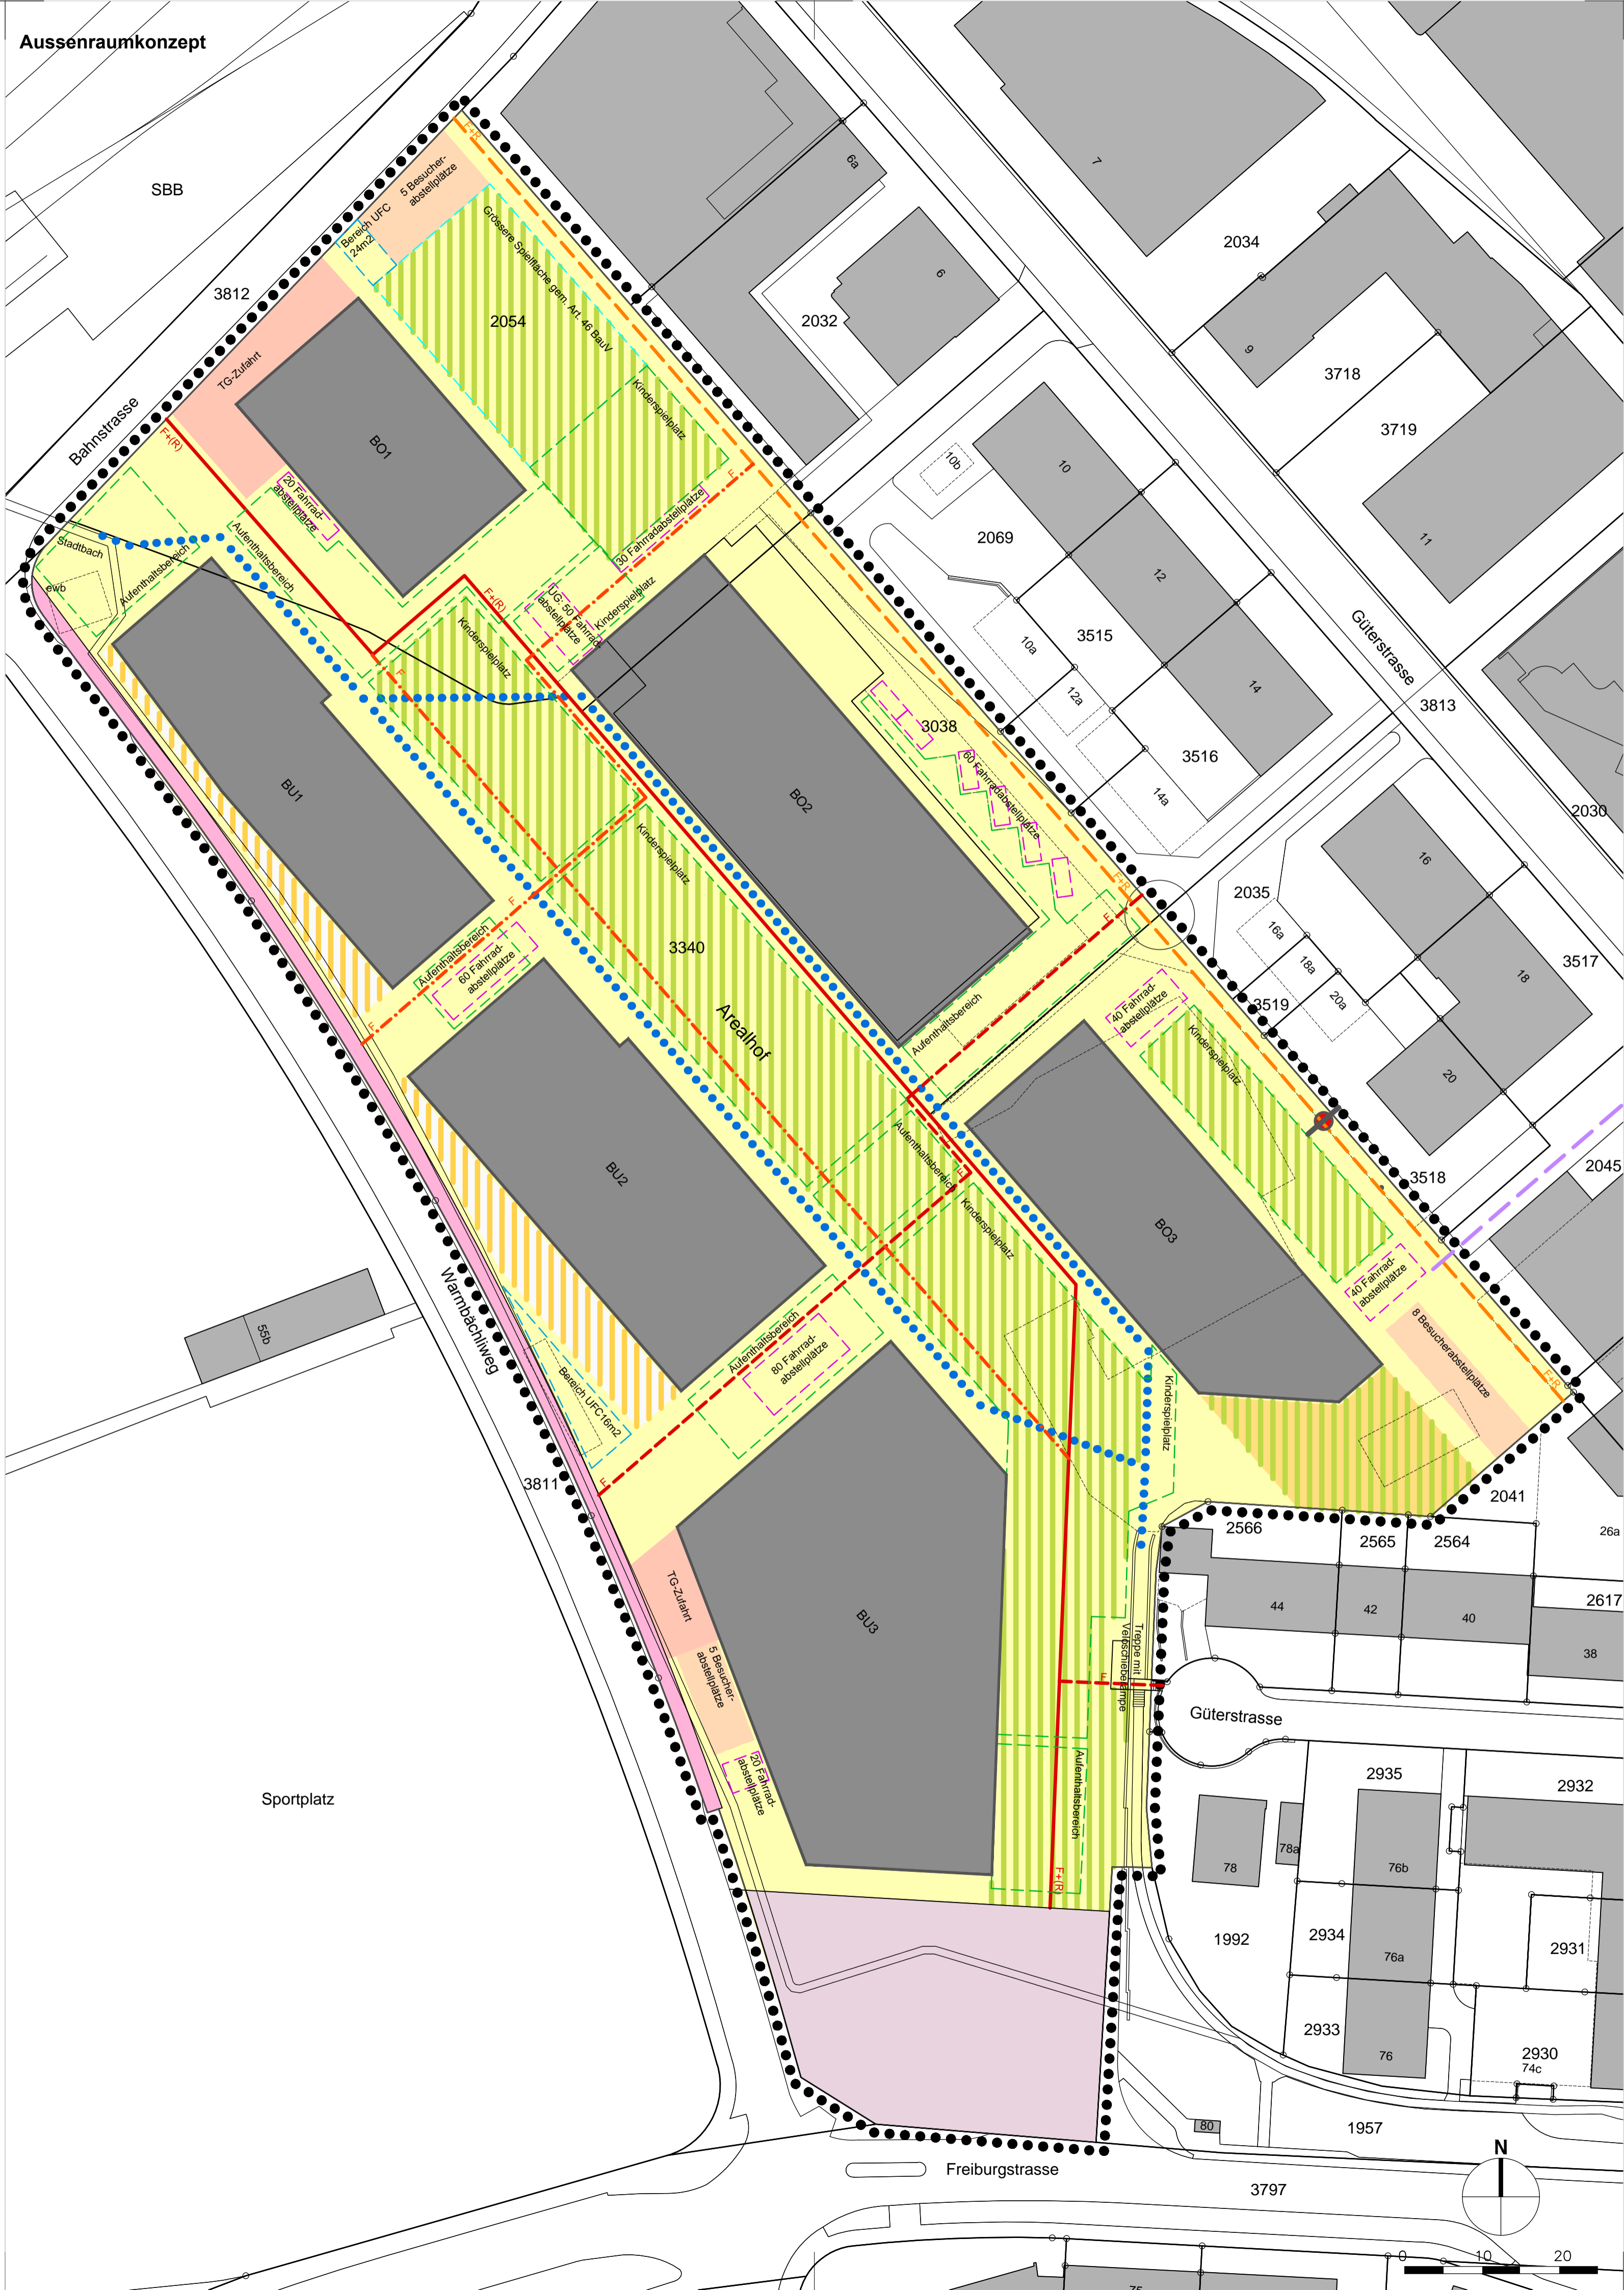 Aussenraumkonzept
SBB
3812
Bahnstrasse
F+R
5 Besucher-
abstellplätze
Bereich UFC
24m2
Grössere Spielfläche gem. Art. 46 BauV
2054
Kinderspielplatz
TG-Zufahrt
BO1
F+(R)
20 Fahrrad-
abstellplätze
Aufenthaltsbereich
Stadtbach
Aufenthaltsbereich
ewb
30 Fahrradabstellplätze
F
Kinderspielplatz
UG: 50 Fahrrad-
abstellplätze
F+(R)
Kinderspielplatz
F
6a
6
7
2032
2034
9
3718
3719
11
10b
10
12
14
2069
10a
3515
12a
14a
3516
Güterstrasse
3813
2030
3038
60 Fahrradabstellplätze
BO2
BU1
Kinderspielplatz
F
Aufenthaltsbereich
60 Fahrrad-
abstellplätze
F
3340
Arealhof
F+R
F
Aufenthaltsbereich
2035
16
16a
18a
20a
18
20
3517
3519
3518
2045
40 Fahrrad-
abstellplätze
Kinderspielplatz
BU2
Aufenthaltsbereich
F
Kinderspielplatz
BO3
40 Fahrrad-
abstellplätze
8 Besucherabstellplätze
F+R
55b
Warmbächliweg
Bereich UFC16m2
Aufenthaltsbereich
80 Fahrrad-
abstellplätze
F
3811
Kinderspielplatz
2041
2566
2565
2564
26a
2617
44
42
40
38
TG-Zufahrt
BU3
5 Besucher-
abstellplätze
20 Fahrrad-
abstellplätze
Treppe mit
Veloschieberampe
F
Güterstrasse
Aufenthaltsbereich
F+(R)
Sportplatz
2935
2932
78
78a
76b
1992
2934
76a
2931
2933
76
2930
74c
80
1957
Freiburgstrasse
3797
N
0 10 20
75